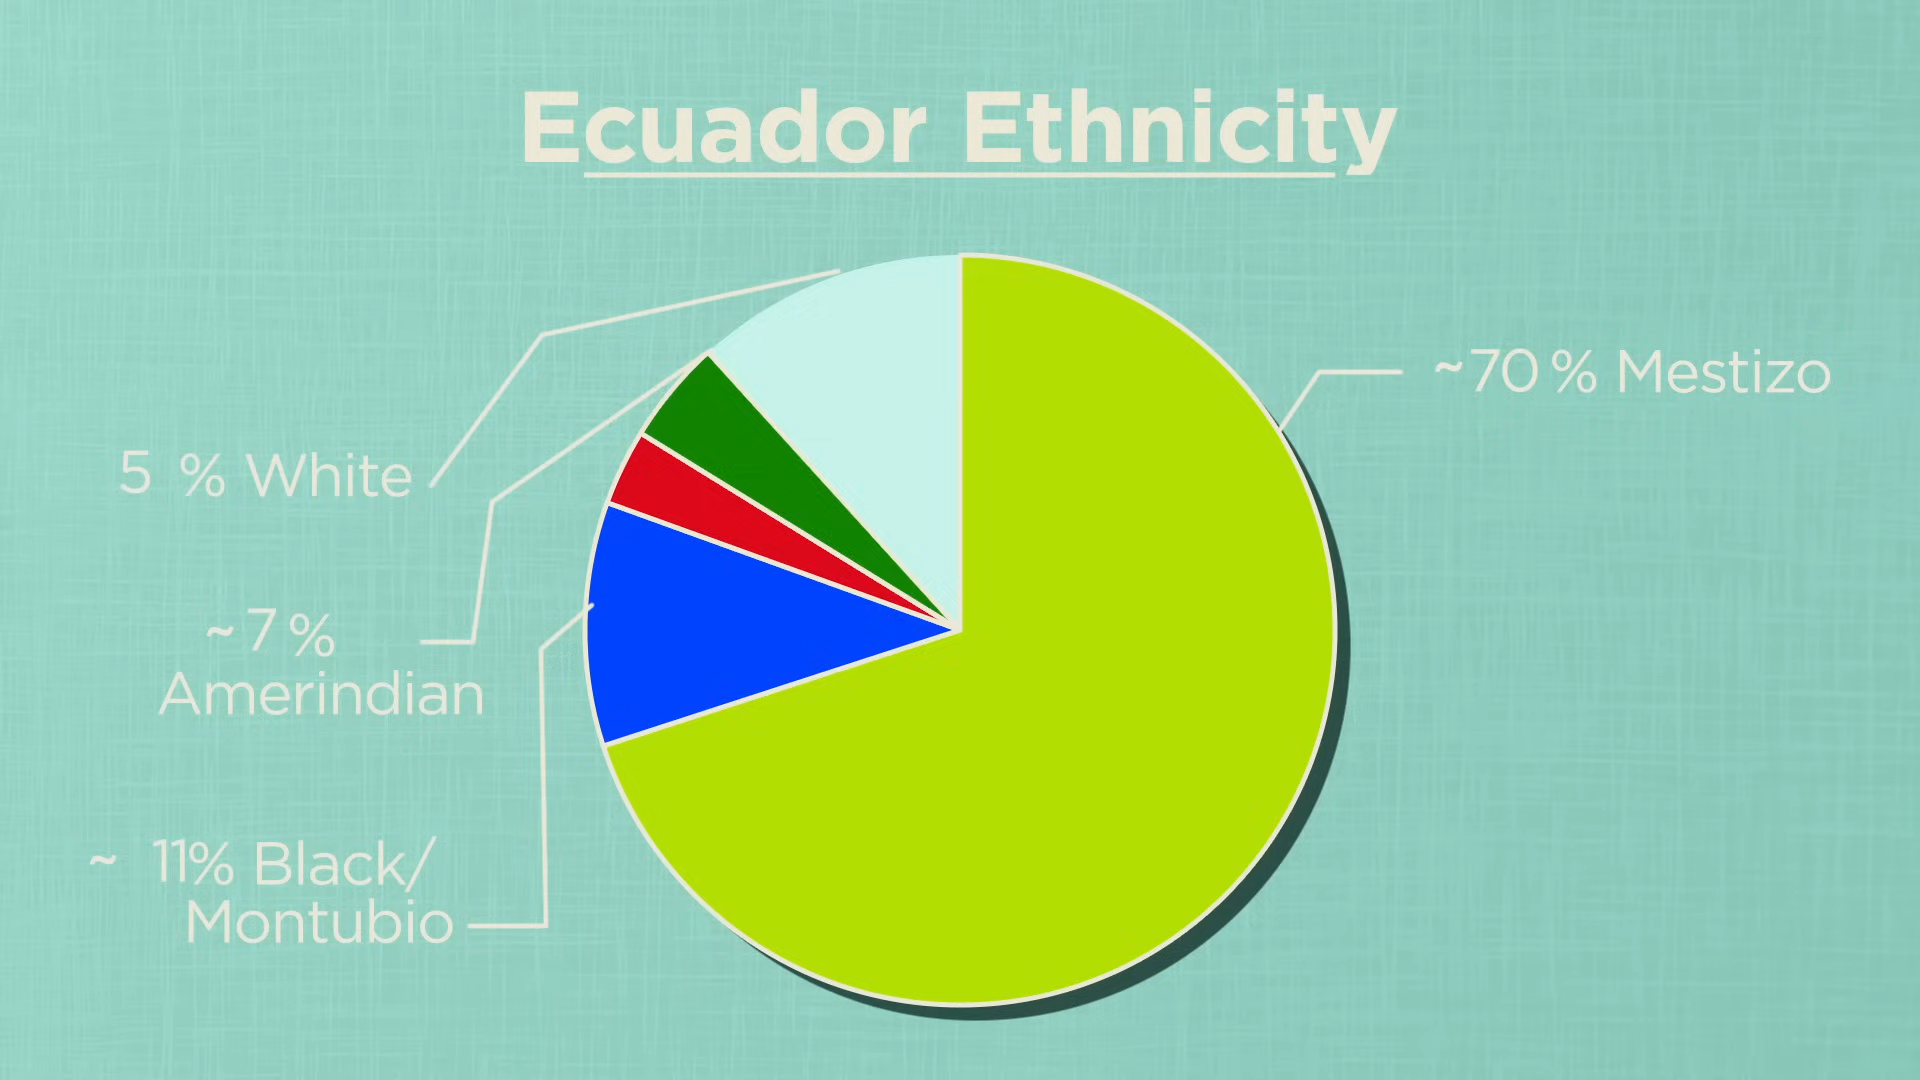 Ecuador Ethnicity
~70% Mestizo
5 % White
~7%
Amerindian
~ 11% Black/
Montubio